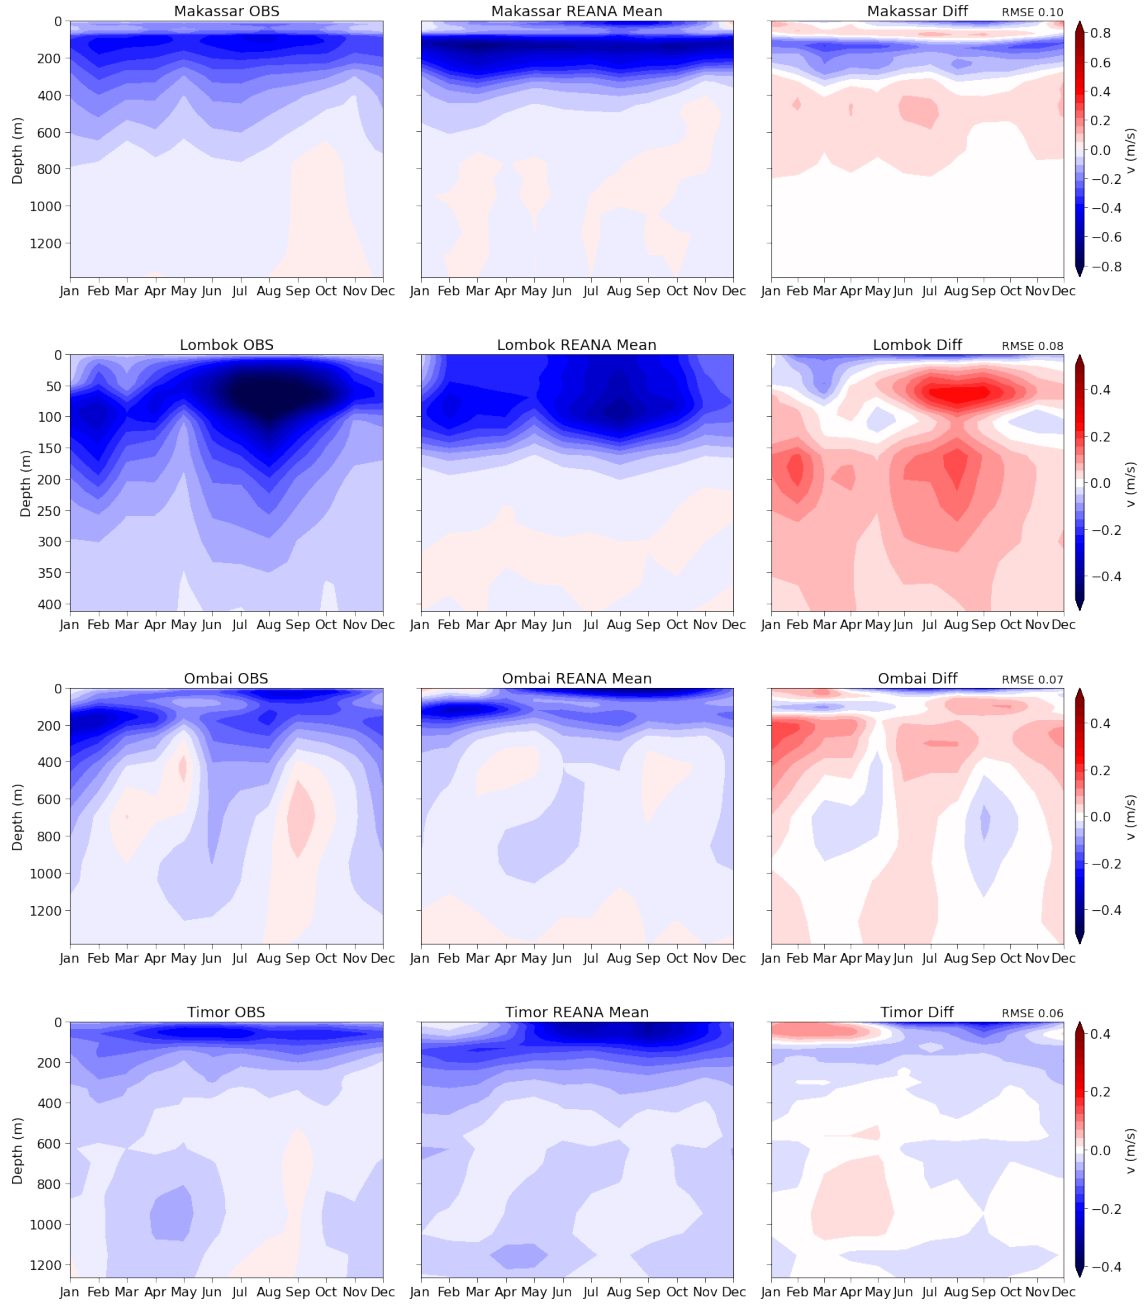 Makassar OBS
Makassar REANA Mean
Makassar Diff
RMSE 0.10
0
200
400
600
800
1000
1200
Depth (m)
Jan Feb Mar Apr May Jun Jul Aug Sep Oct Nov Dec
Jan Feb Mar Apr May Jun Jul Aug Sep Oct Nov Dec
Jan Feb Mar Apr May Jun Jul Aug Sep Oct Nov Dec
0.8
0.6
0.4
0.2
0.0
−0.2
−0.4
−0.6
−0.8
v (m/s)
Lombok OBS
Lombok REANA Mean
Lombok Diff
RMSE 0.08
0
50
100
150
200
250
300
350
400
Depth (m)
Jan Feb Mar Apr May Jun Jul Aug Sep Oct Nov Dec
Jan Feb Mar Apr May Jun Jul Aug Sep Oct Nov Dec
Jan Feb Mar Apr May Jun Jul Aug Sep Oct Nov Dec
0.4
0.2
0.0
−0.2
−0.4
v (m/s)
Ombai OBS
Ombai REANA Mean
Ombai Diff
RMSE 0.07
0
200
400
600
800
1000
1200
Depth (m)
Jan Feb Mar Apr May Jun Jul Aug Sep Oct Nov Dec
Jan Feb Mar Apr May Jun Jul Aug Sep Oct Nov Dec
Jan Feb Mar Apr May Jun Jul Aug Sep Oct Nov Dec
0.4
0.2
0.0
−0.2
−0.4
v (m/s)
Timor OBS
Timor REANA Mean
Timor Diff
RMSE 0.06
0
200
400
600
800
1000
1200
Depth (m)
Jan Feb Mar Apr May Jun Jul Aug Sep Oct Nov Dec
Jan Feb Mar Apr May Jun Jul Aug Sep Oct Nov Dec
Jan Feb Mar Apr May Jun Jul Aug Sep Oct Nov Dec
0.4
0.2
0.0
−0.2
−0.4
v (m/s)